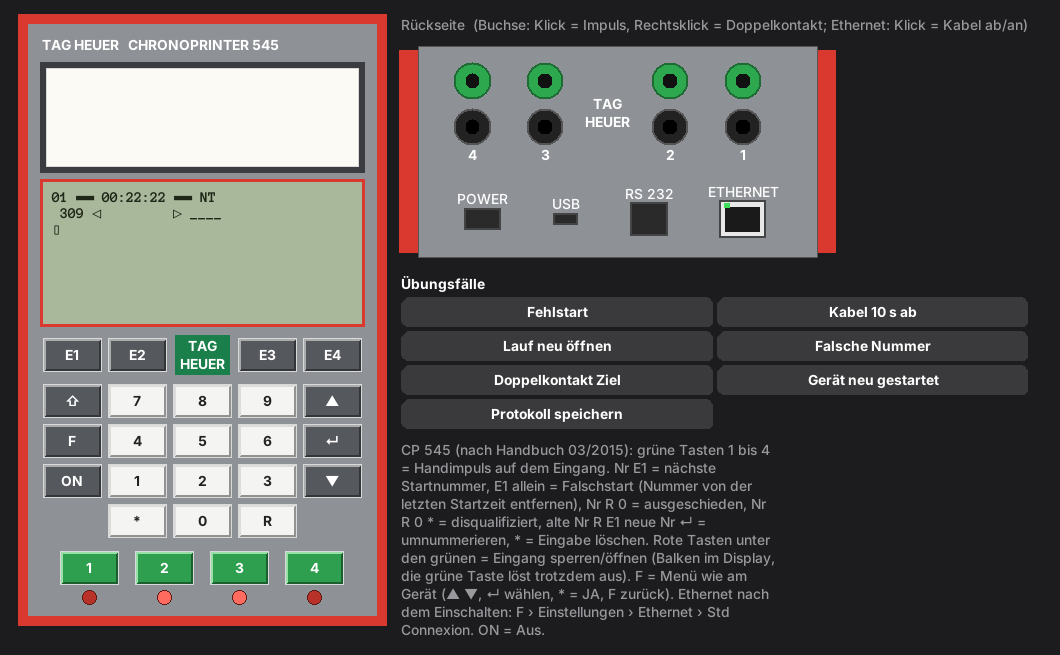 TAG HEUER CHRONOPRINTER 545
01 ▬▬ 00:22:22 ▬▬ NT
309 ◁ ▷ ____
▯
E1 E2 TAG HEUER E3 E4
⇧ 7 8 9 ▲
F 4 5 6 ↵
ON 1 2 3 ▼
* 0 R
1 2 3 4
Rückseite (Buchse: Klick = Impuls, Rechtsklick = Doppelkontakt; Ethernet: Klick = Kabel ab/an)
TAG
HEUER
4 3 2 1
POWER USB RS 232 ETHERNET
Übungsfälle
Fehlstart Kabel 10 s ab
Lauf neu öffnen Falsche Nummer
Doppelkontakt Ziel Gerät neu gestartet
Protokoll speichern
CP 545 (nach Handbuch 03/2015): grüne Tasten 1 bis 4
= Handimpuls auf dem Eingang. Nr E1 = nächste
Startnummer, E1 allein = Falschstart (Nummer von der
letzten Startzeit entfernen), Nr R 0 = ausgeschieden, Nr
R 0 * = disqualifiziert, alte Nr R E1 neue Nr ↵ =
umnummerieren, * = Eingabe löschen. Rote Tasten unter
den grünen = Eingang sperren/öffnen (Balken im Display,
die grüne Taste löst trotzdem aus). F = Menü wie am
Gerät (▲ ▼, ↵ wählen, * = JA, F zurück). Ethernet nach
dem Einschalten: F › Einstellungen › Ethernet › Std
Connexion. ON = Aus.